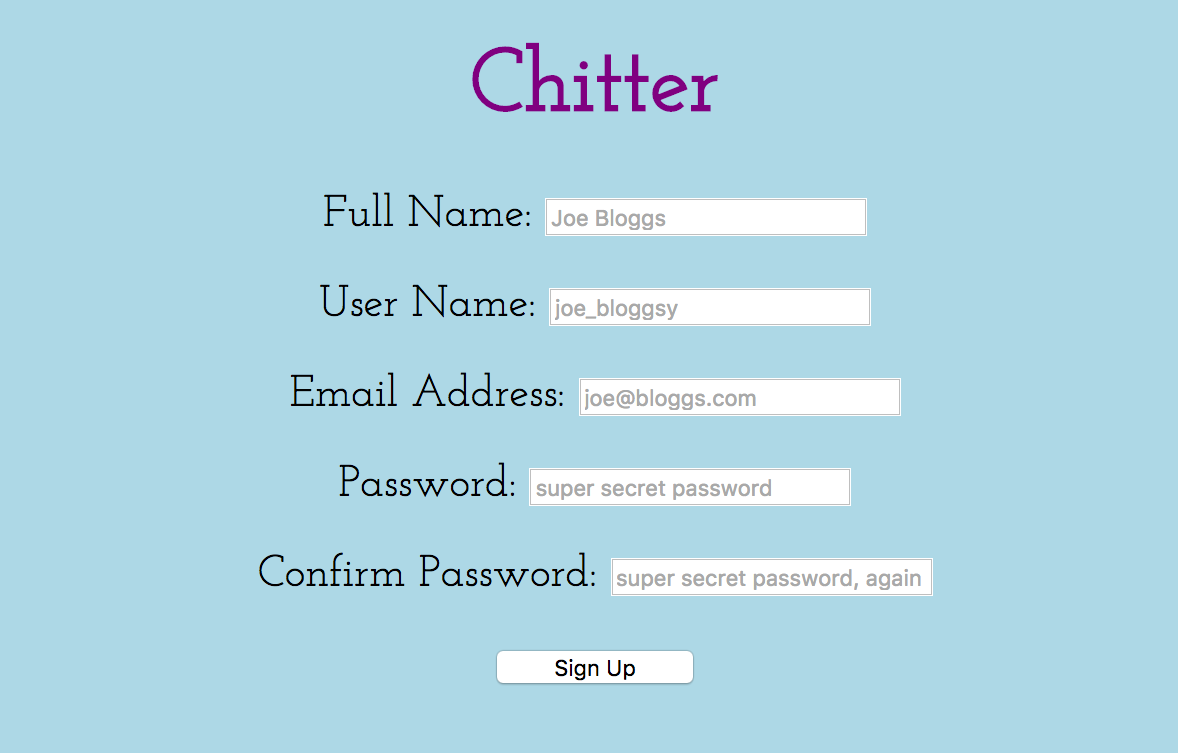 Chitter
Full Name: Joe Bloggs
User Name: joe_bloggsy
Email Address: joe@bloggs.com
Password: super secret password
Confirm Password: super secret password, again
Sign Up